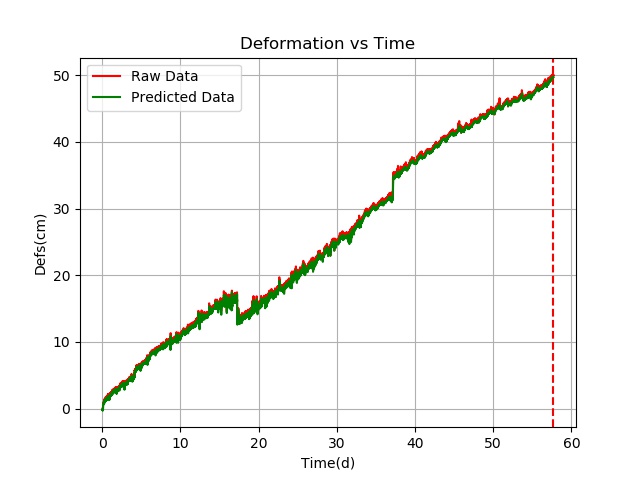 Deformation vs Time
Raw Data
Predicted Data
Defs(cm)
50
40
30
20
10
0
0 10 20 30 40 50 60
Time(d)